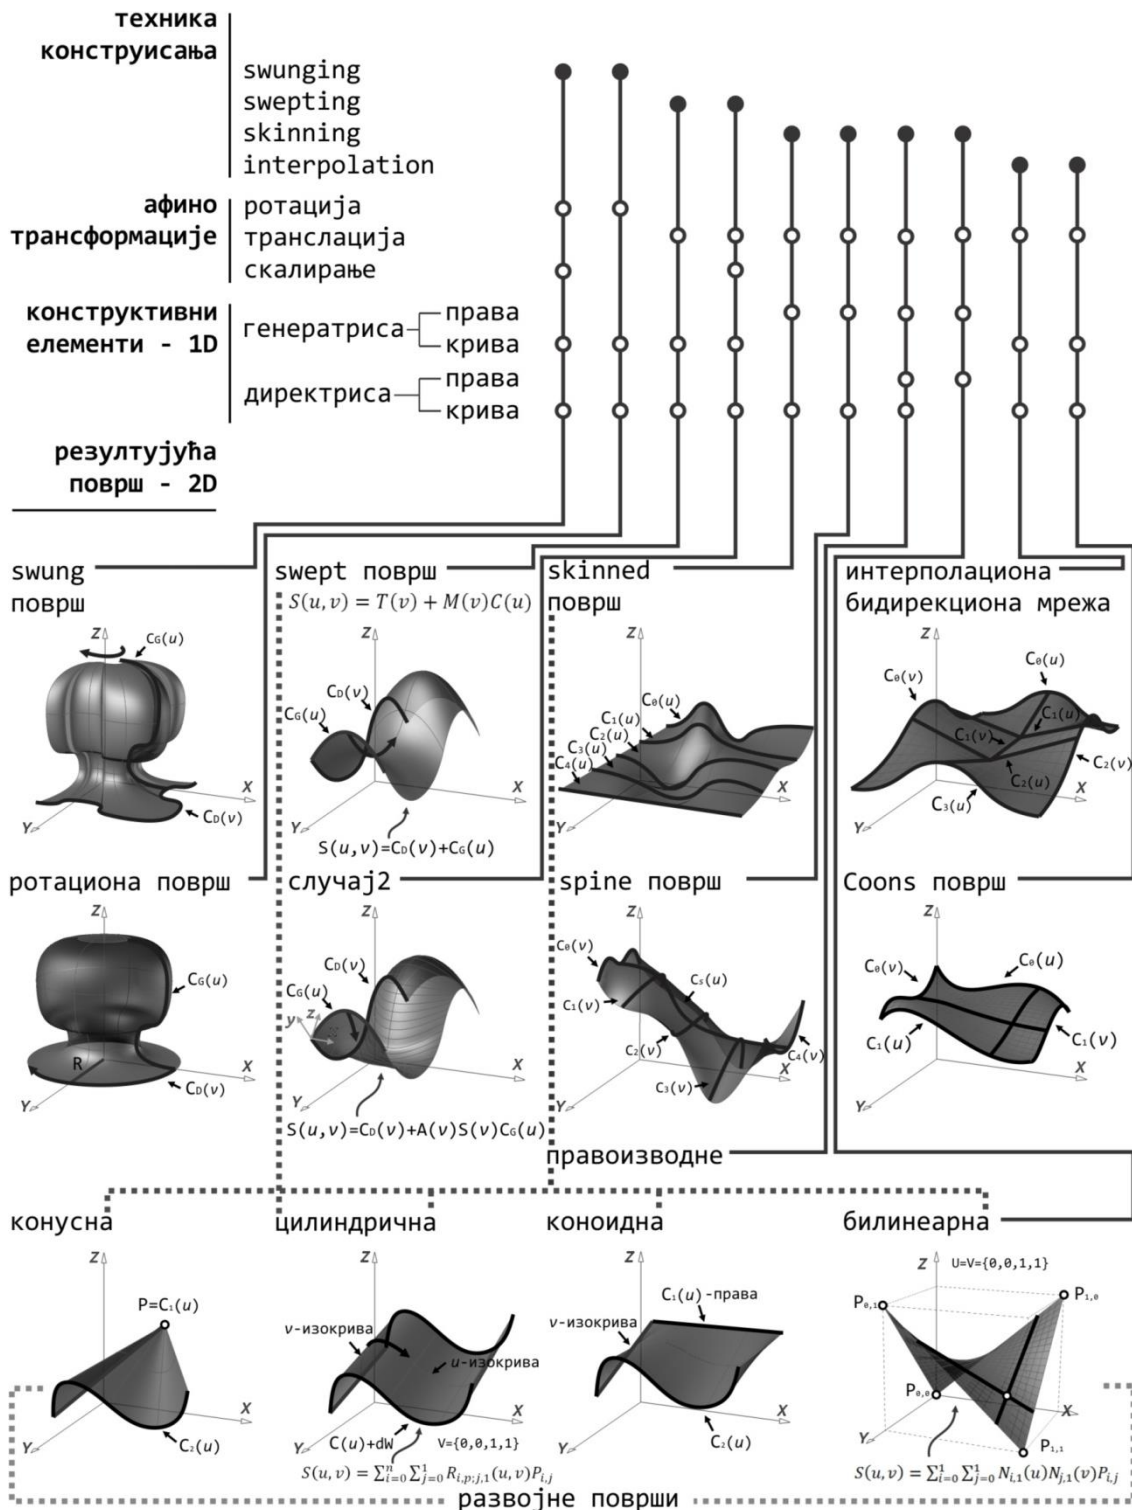 техника
конструисања
swunging
swepting
skinning
interpolation
афино
трансформације
ротација
транслација
скалирање
конструктивни
елементи - 1D
генератриса
права
крива
директриса
права
крива
резултујућа
површ - 2D
swung
површ
swept површ
S(u,v) = T(v) + M(v)C(u)
skinned
површ
интерполациона
бидирекциона мрежа
Z
CG(u)
X
CD(v)
Y
Z
CD(v)
CG(u)
X
Y
S(u,v)=CD(v)+CG(u)
Z
C₀(u)
C₁(u)
C₂(u)
C₃(u)
C₄(u)
X
Y
Z
C₀(v)
C₀(u)
C₁(u)
C₁(v)
C₂(v)
C₂(u)
C₃(u)
X
Y
ротациона површ
случај2
spine површ
Coons површ
Z
CG(u)
R
X
CD(v)
Y
Z
CD(v)
CG(u)
z
y
X
Y
S(u,v)=CD(v)+A(v)S(v)CG(u)
Z
C₀(v)
Cs(u)
C₁(v)
C₂(v)
C₄(v)
C₃(v)
X
Y
Z
C₀(v)
C₀(u)
C₁(u)
C₁(v)
X
Y
правоизводне
конусна
цилиндрична
коноидна
билинеарна
Z
P=C₁(u)
X
Y
C₂(u)
Z
v-изокрива
u-изокрива
X
Y
C(u)+dW
V={0,0,1,1}
S(u,v) = ∑ⁿᵢ₌₀ ∑¹ⱼ₌₀ Rᵢ,ₚ;ⱼ,₁(u,v)Pᵢ,ⱼ
Z
C₁(u)-права
v-изокрива
X
Y
C₂(u)
Z
U=V={0,0,1,1}
P₀,₁
P₁,₀
P₀,₀
X
Y
P₁,₁
S(u,v) = ∑¹ᵢ₌₀ ∑¹ⱼ₌₀ Nᵢ,₁(u)Nⱼ,₁(v)Pᵢ,ⱼ
развојне површи